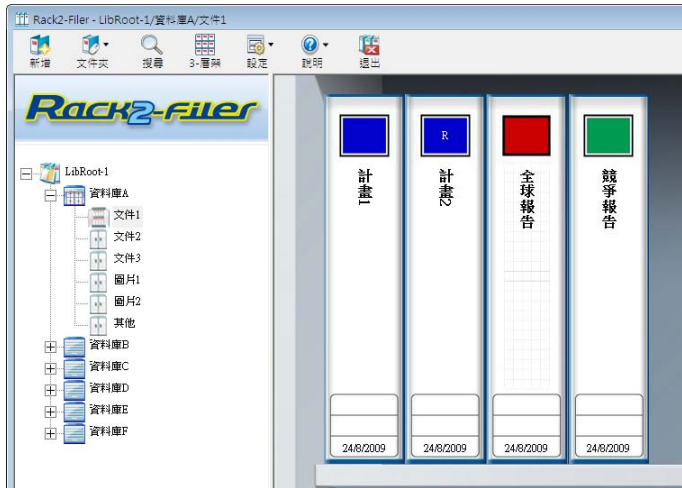 Rack2-Filer - LibRoot-1/資料庫A/文件1
新增 文件夾 搜尋 3-層架 設定 說明 退出
Rack2-Filer
LibRoot-1
資料庫A
文件1
文件2
文件3
圖片1
圖片2
其他
資料庫B
資料庫C
資料庫D
資料庫E
資料庫F
R
計畫1
計畫2
全球報告
競爭報告
24/8/2009 24/8/2009 24/8/2009 24/8/2009